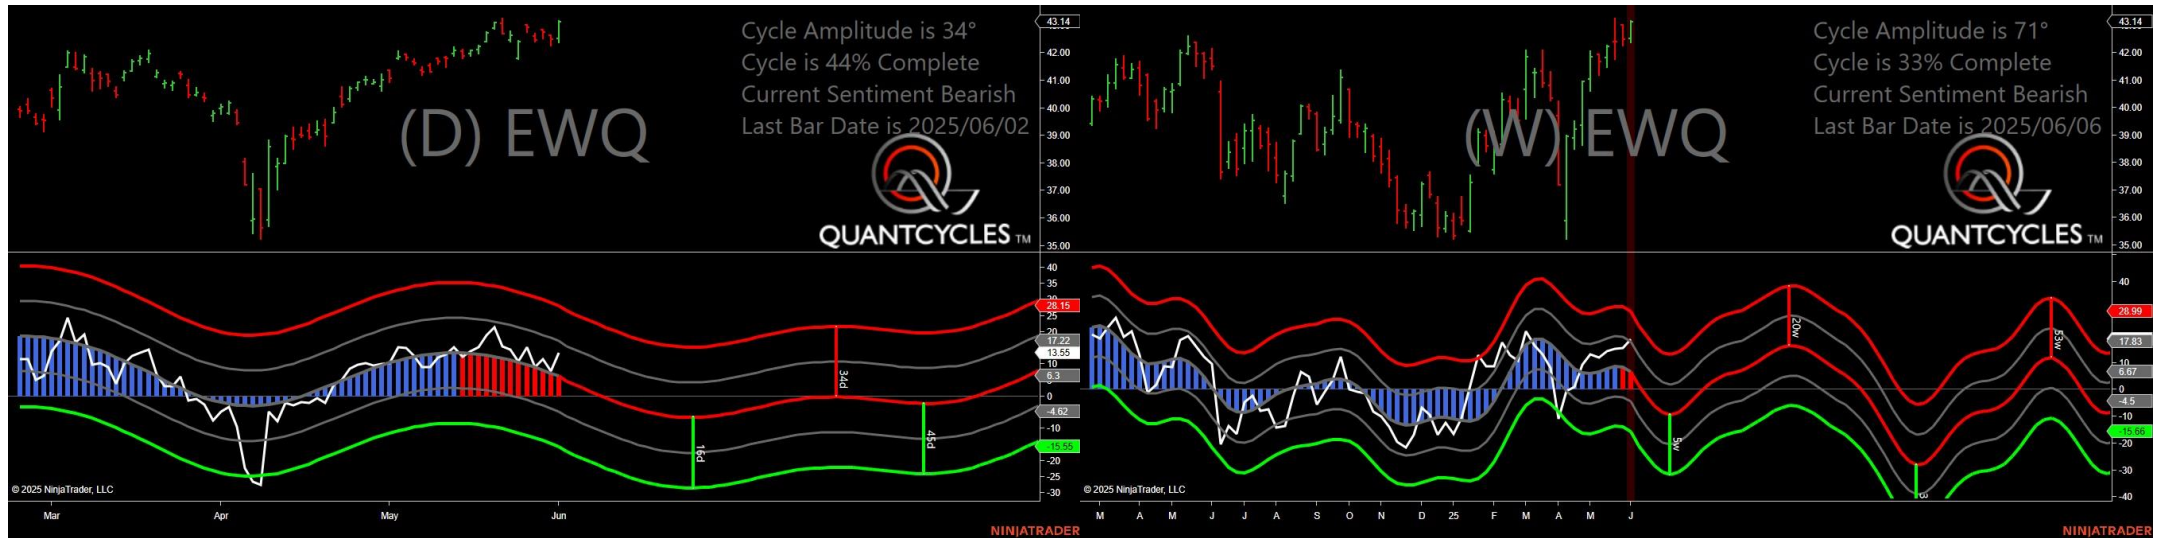 Cycle Amplitude is 34°
Cycle is 44% Complete
Current Sentiment Bearish
Last Bar Date is 2025/06/02
(D) EWQ
QUANTCYCLES TM
43.14
42.00
41.00
40.00
39.00
38.00
37.00
36.00
35.00
40
35
28.15
25
20
17.22
13.55
10
6.3
0
-4.62
-10
-15.55
-20
-25
-30
16d
34d
45d
© 2025 NinjaTrader, LLC
Mar
Apr
May
Jun
NINJATRADER
Cycle Amplitude is 71°
Cycle is 33% Complete
Current Sentiment Bearish
Last Bar Date is 2025/06/06
(W) EWQ
QUANTCYCLES TM
43.14
42.00
41.00
40.00
39.00
38.00
37.00
36.00
35.00
40
28.99
17.83
10
6.67
0
-4.5
-10
-15.66
-20
-30
-40
5w
20w
53w
© 2025 NinjaTrader, LLC
M A M J J A S O N D 25 F M A M J
NINJATRADER